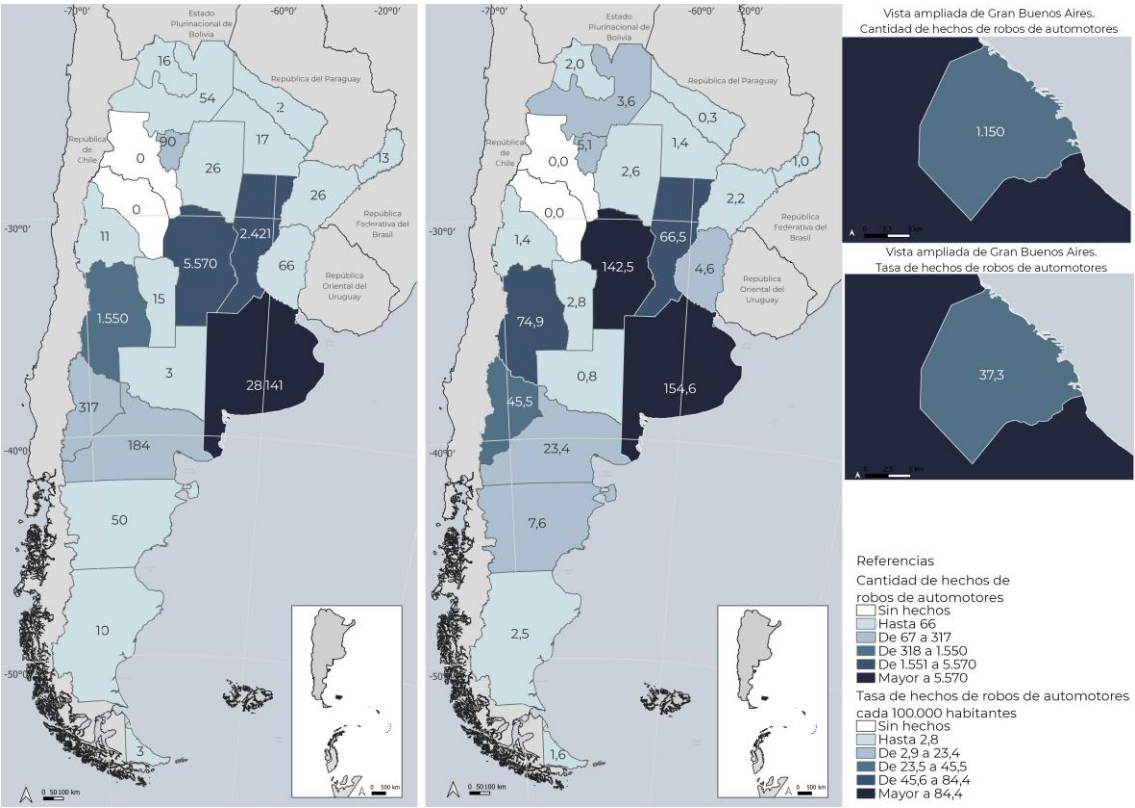 -70°0'
-60°0'
Estado
Plurinacional de
Bolivia
República del Paraguay
16
54
2
República
de
Chile
90
17
0
13
26
26
0
República
Federativa del
Brasil
-30°0'
11
2.421
5.570
66
República
Oriental del
Uruguay
15
1.550
3
28.141
317
184
-40°0'
50
10
-50°0'
3
0 50 100 km
A 0 500 km
-70°0'
-60°0'
Estado
Plurinacional de
Bolivia
República del Paraguay
2,0
3,6
0,3
República
de
Chile
5,1
1,4
0,0
1,0
2,6
2,2
0,0
República
Federativa del
Brasil
-30°0'
1,4
66,5
142,5
4,6
República
Oriental del
Uruguay
2,8
74,9
0,8
154,6
45,5
23,4
-40°0'
7,6
2,5
-50°0'
1,6
0 50 100 km
A 0 500 km
Vista ampliada de Gran Buenos Aires.
Cantidad de hechos de robos de automotores
1.150
0 2,5 5 km
Vista ampliada de Gran Buenos Aires.
Tasa de hechos de robos de automotores
37,3
0 2,5 5 km
Referencias
Cantidad de hechos de
robos de automotores
Sin hechos
Hasta 66
De 67 a 317
De 318 a 1.550
De 1.551 a 5.570
Mayor a 5.570
Tasa de hechos de robos de automotores
cada 100.000 habitantes
Sin hechos
Hasta 2,8
De 2,9 a 23,4
De 23,5 a 45,5
De 45,6 a 84,4
Mayor a 84,4